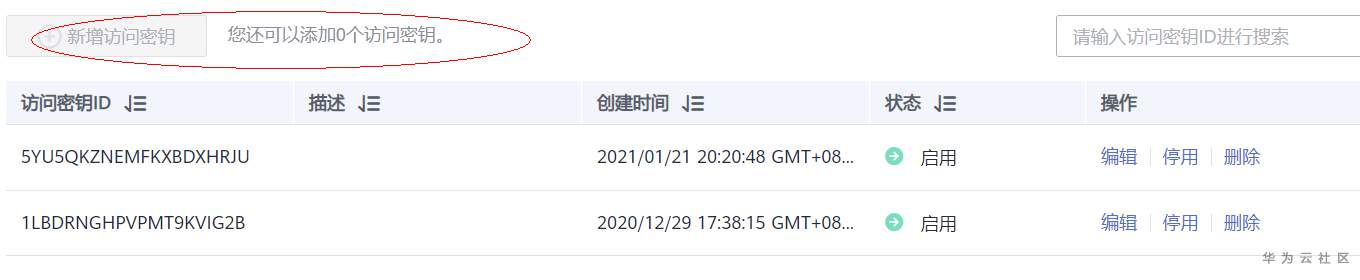 新增访问密钥 您还可以添加0个访问密钥。 请输入访问密钥ID进行搜索
访问密钥ID 描述 创建时间 状态 操作
5YU5QKZNEMFKXBDXHRJU 2021/01/21 20:20:48 GMT+08... 启用 编辑 停用 删除
1LBDRNGHPVPMT9KVIG2B 2020/12/29 17:38:15 GMT+08... 启用 编辑 停用 删除
华为云社区